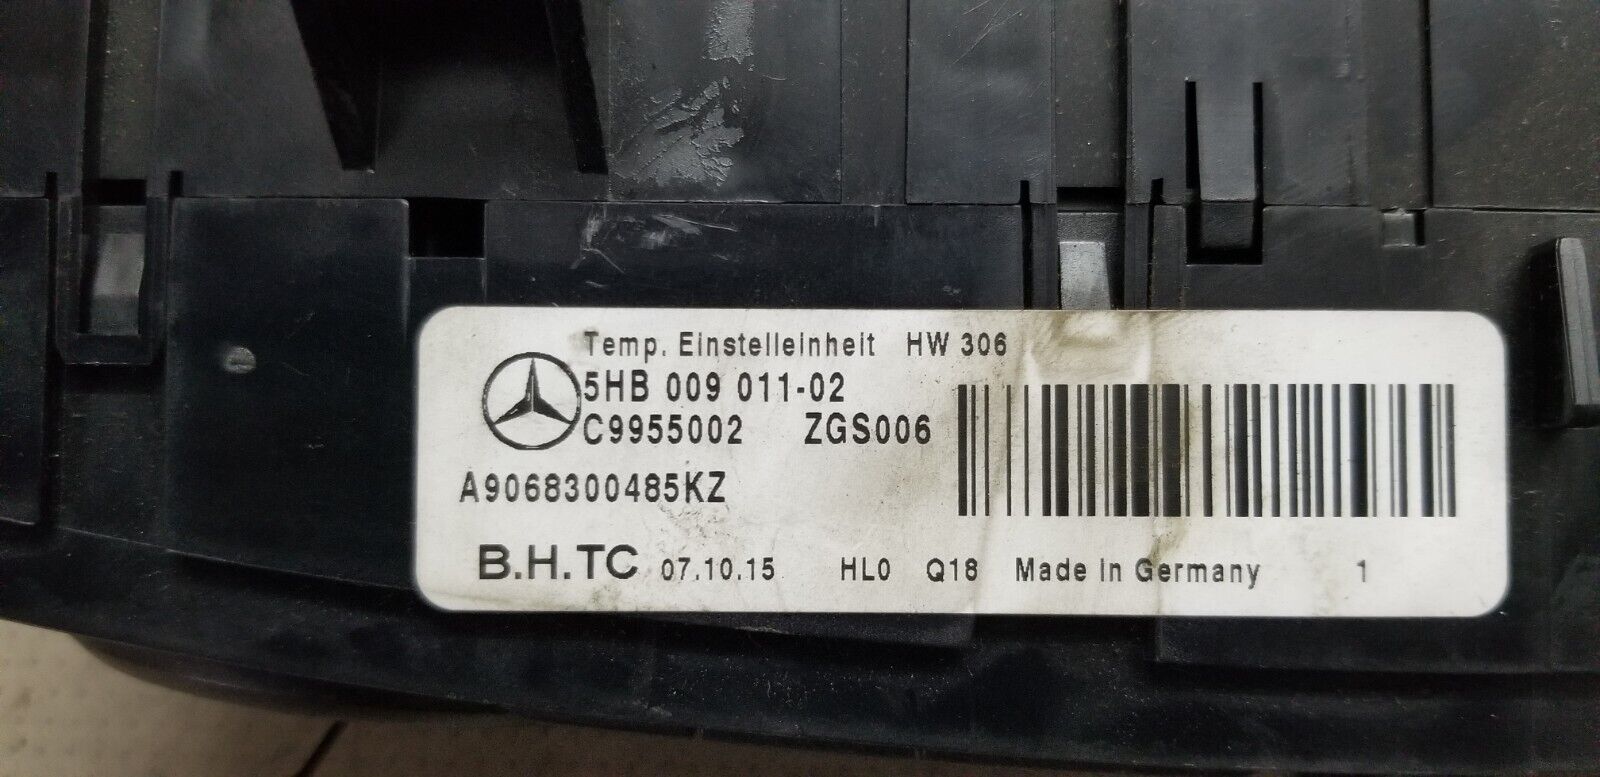 Temp. Einstelleinheit HW 306
5HB 009 011-02
C9955002 ZGS006
A9068300485KZ
B.H.TC 07.10.15 HL0 Q18 Made in Germany 1